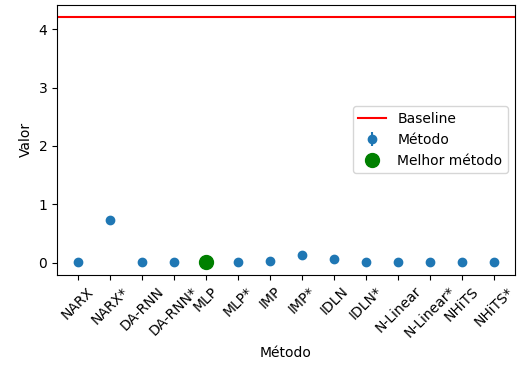 4
3
2
1
0
Valor
Baseline
Método
Melhor método
NARX
NARX*
DA-RNN
DA-RNN*
MLP
MLP*
IMP
IMP*
IDLN
IDLN*
N-Linear
N-Linear*
NHiTS
NHiTS*
Método